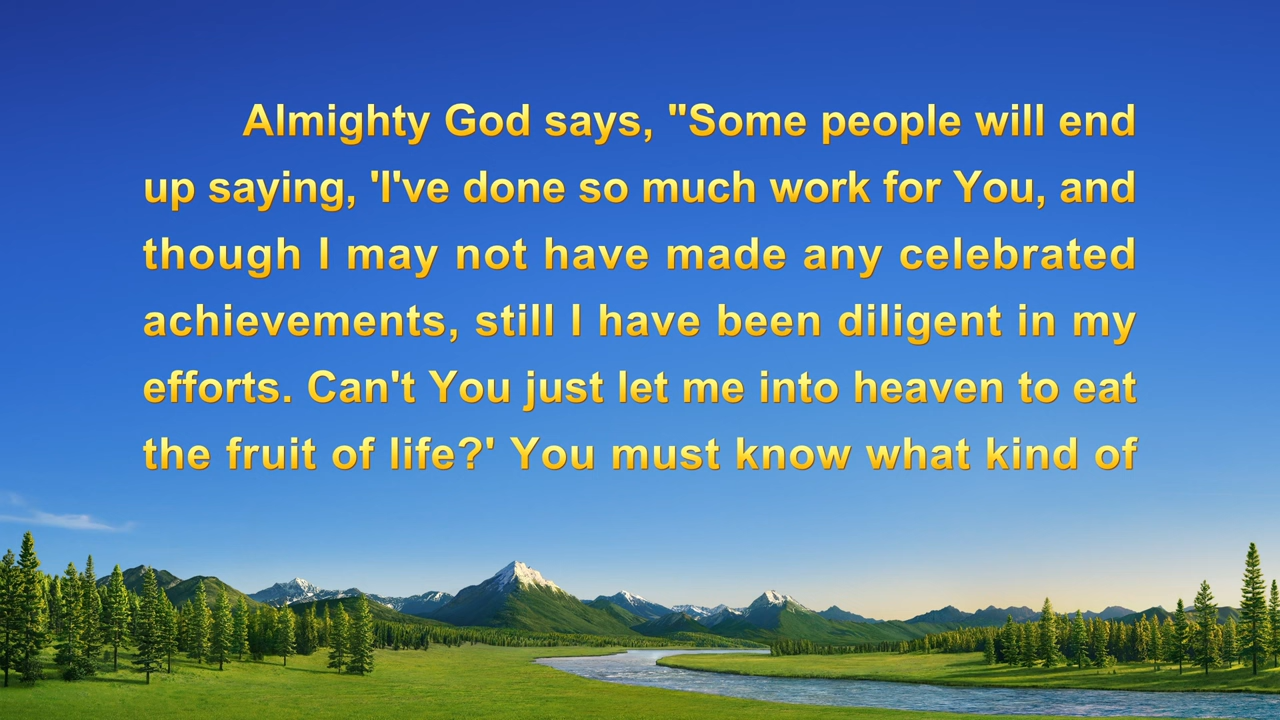 Almighty God says, "Some people will end
up saying, 'I've done so much work for You, and
though I may not have made any celebrated
achievements, still I have been diligent in my
efforts. Can't You just let me into heaven to eat
the fruit of life?' You must know what kind of